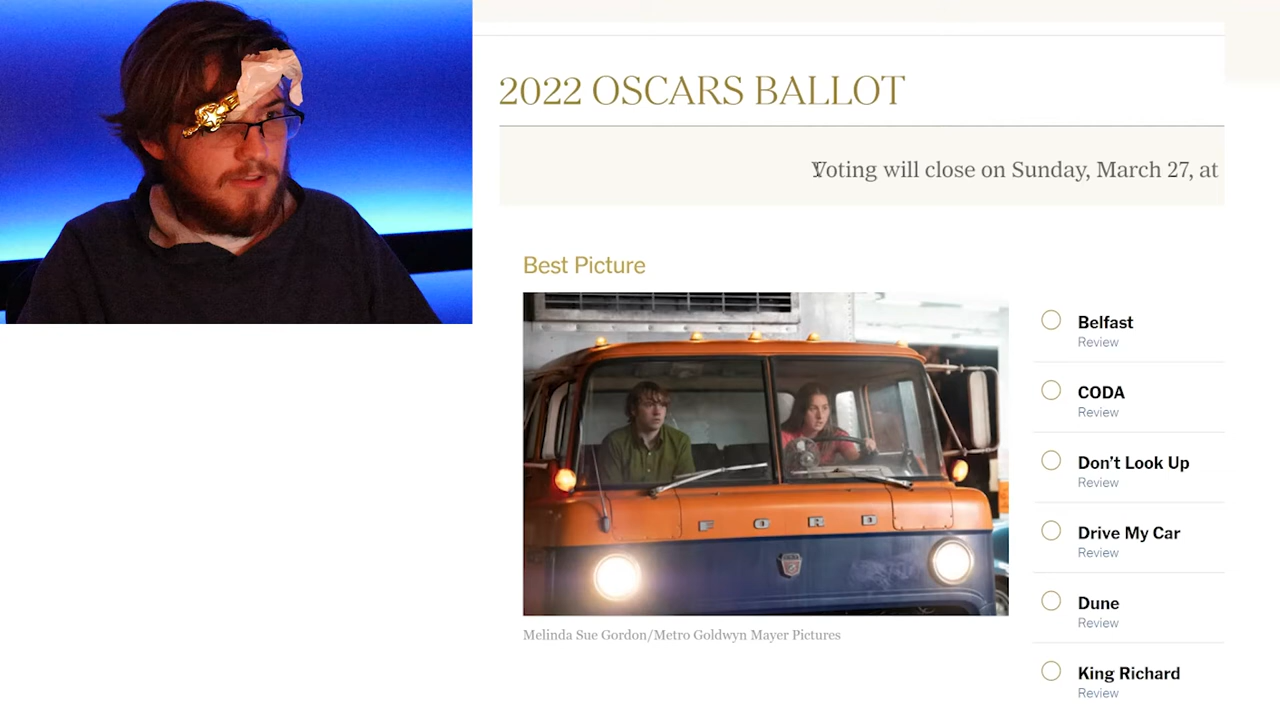 2022 OSCARS BALLOT
Voting will close on Sunday, March 27, at
Best Picture
FORD
Melinda Sue Gordon/Metro Goldwyn Mayer Pictures
Belfast
Review
CODA
Review
Don’t Look Up
Review
Drive My Car
Review
Dune
Review
King Richard
Review